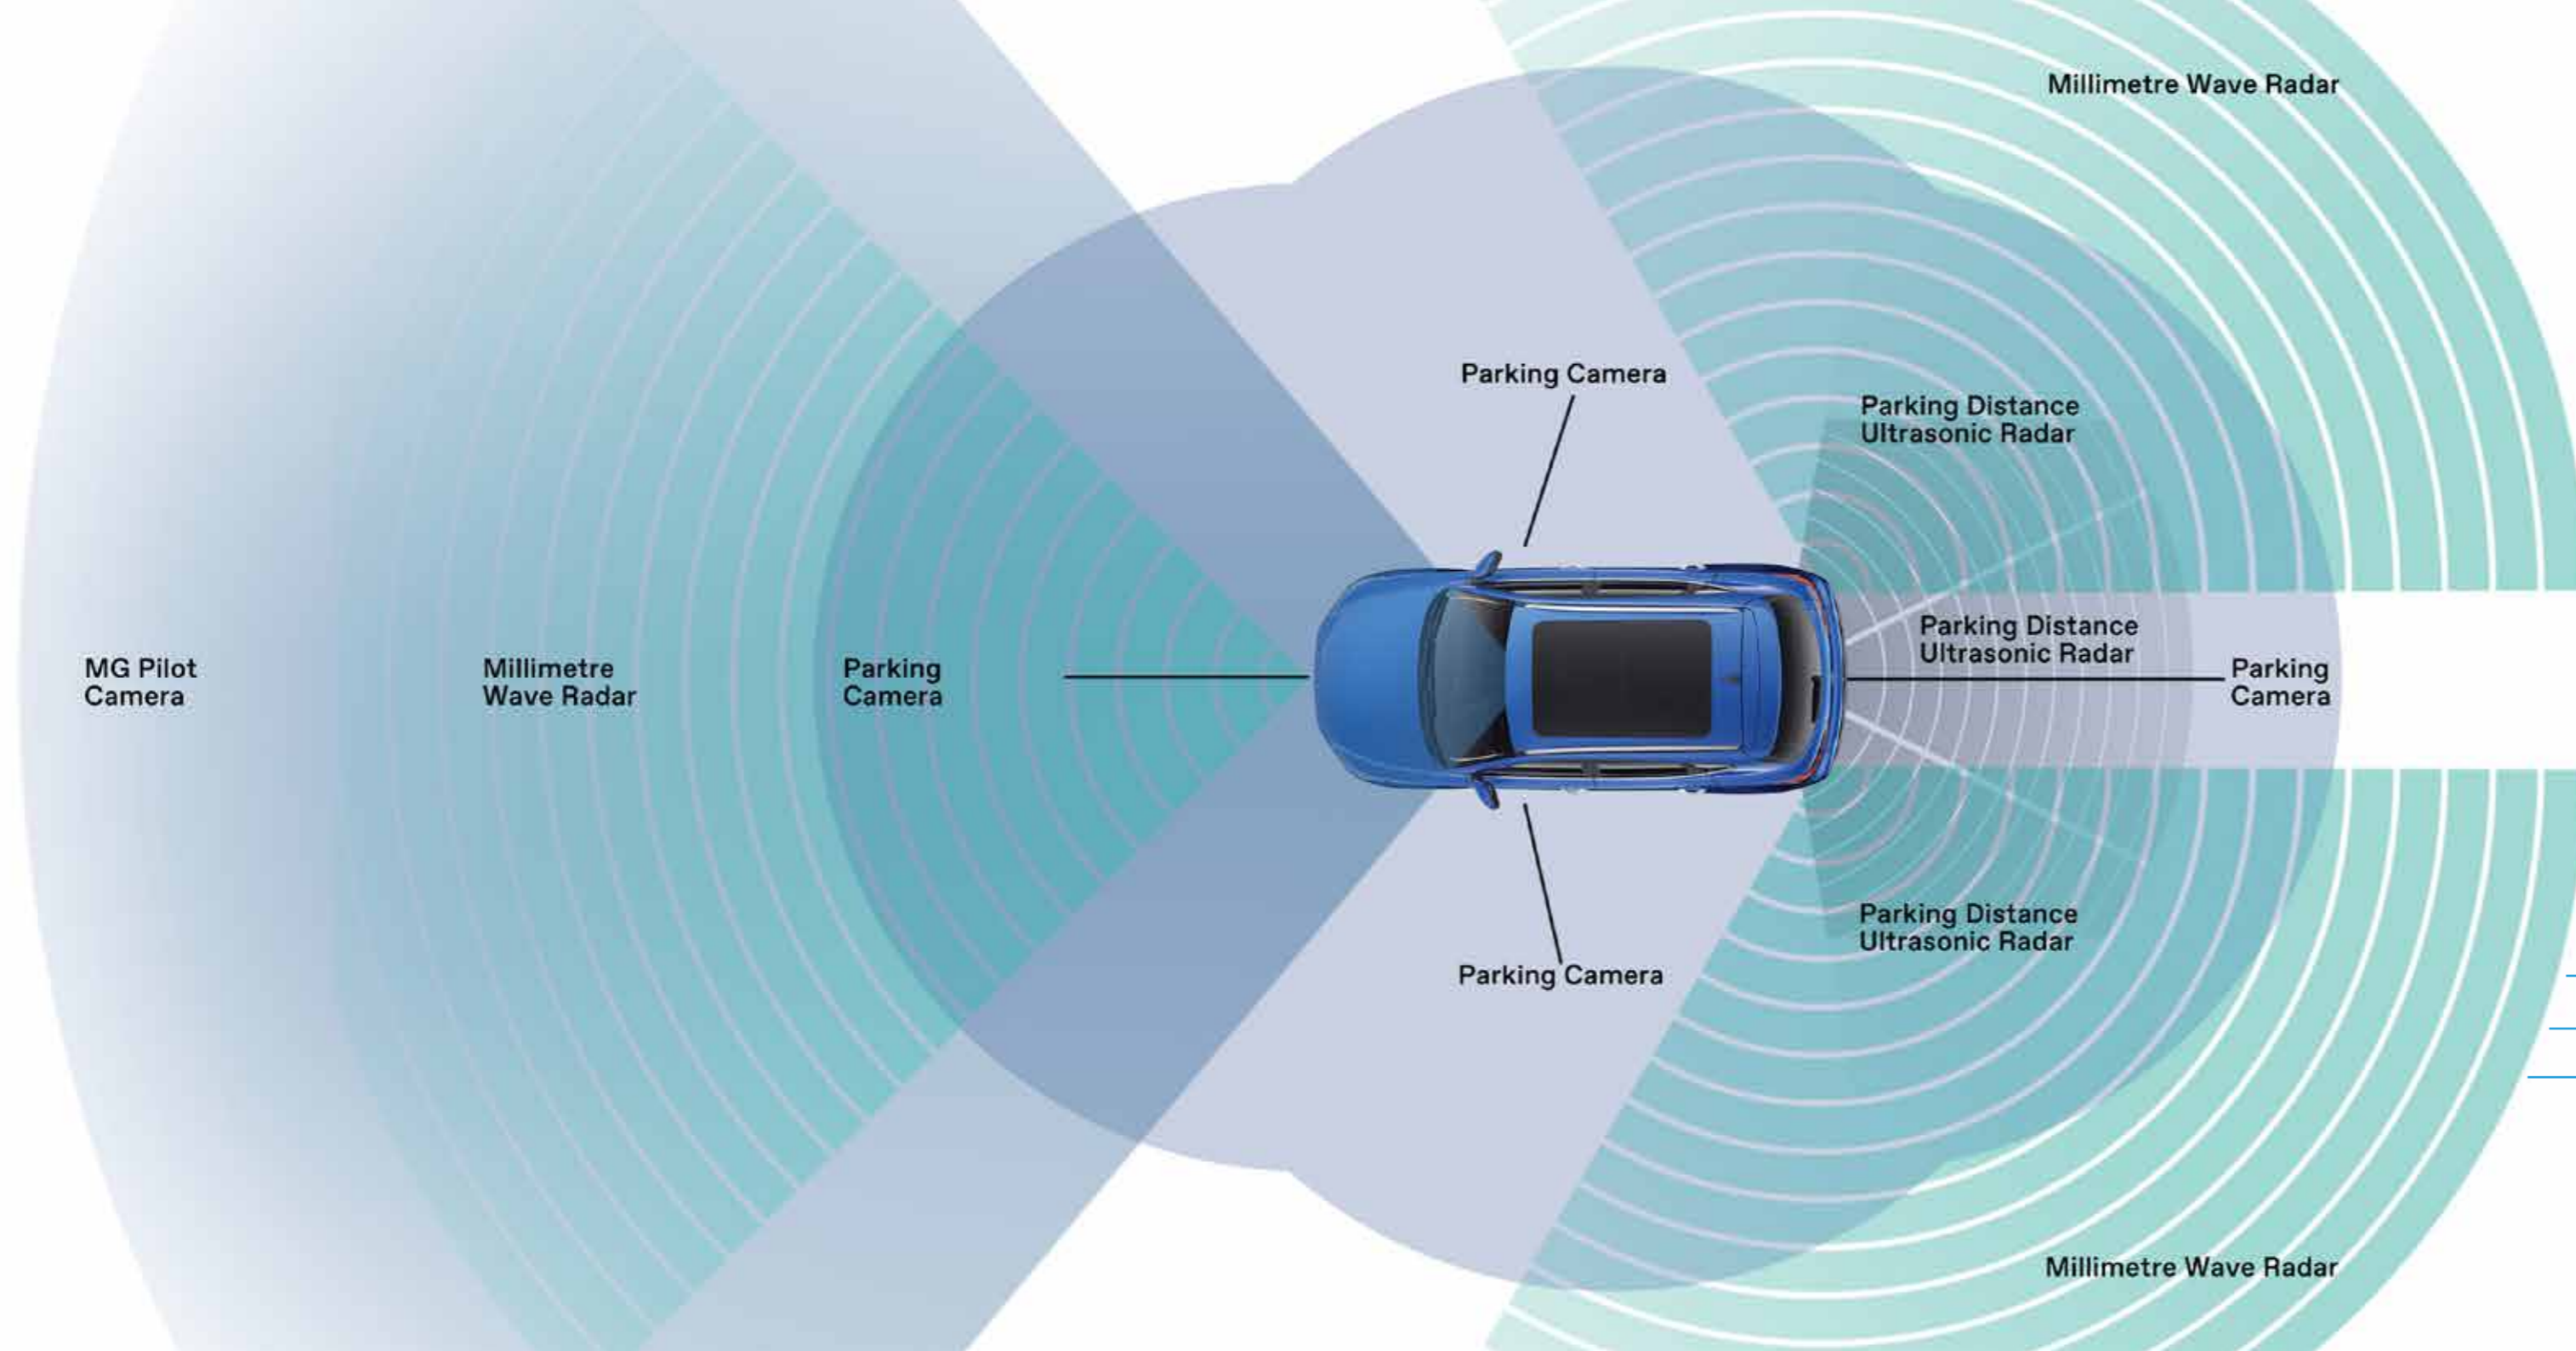 Millimetre Wave Radar
Parking Camera
Parking Distance
Ultrasonic Radar
MG Pilot
Camera
Millimetre
Wave Radar
Parking
Camera
Parking Distance
Ultrasonic Radar
Parking
Camera
Parking Distance
Ultrasonic Radar
Parking Camera
Millimetre Wave Radar